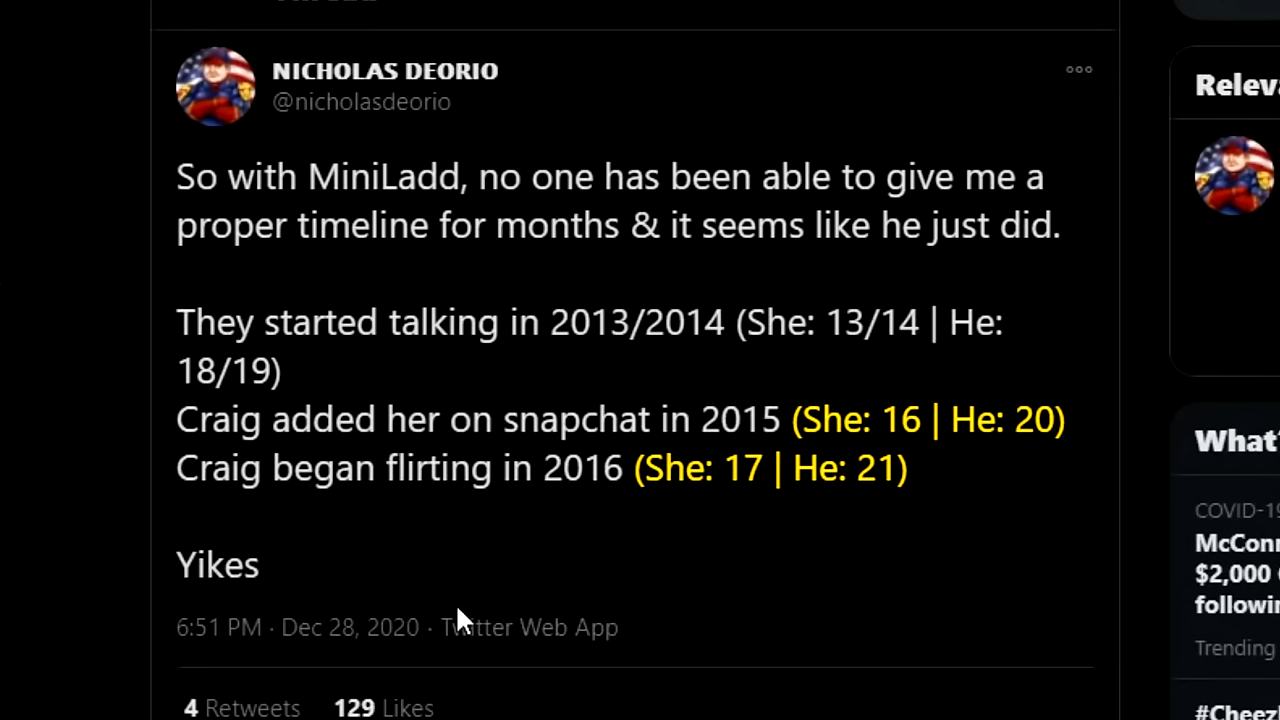 NICHOLAS DEORIO
@nicholasdeorio
So with MiniLadd, no one has been able to give me a
proper timeline for months & it seems like he just did.
They started talking in 2013/2014 (She: 13/14 | He:
18/19)
Craig added her on snapchat in 2015 (She: 16 | He: 20)
Craig began flirting in 2016 (She: 17 | He: 21)
Yikes
6:51 PM · Dec 28, 2020 · Twitter Web App
4 Retweets 129 Likes
Releva
What'
COVID-19
McConn
$2,000
followin
Trending
#Cheez